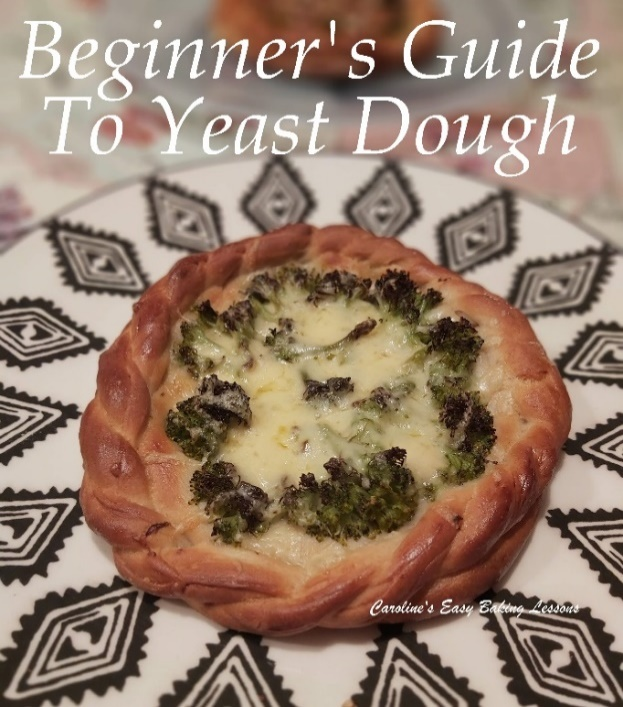 Beginner's Guide
To Yeast Dough
Caroline's Easy Baking Lessons